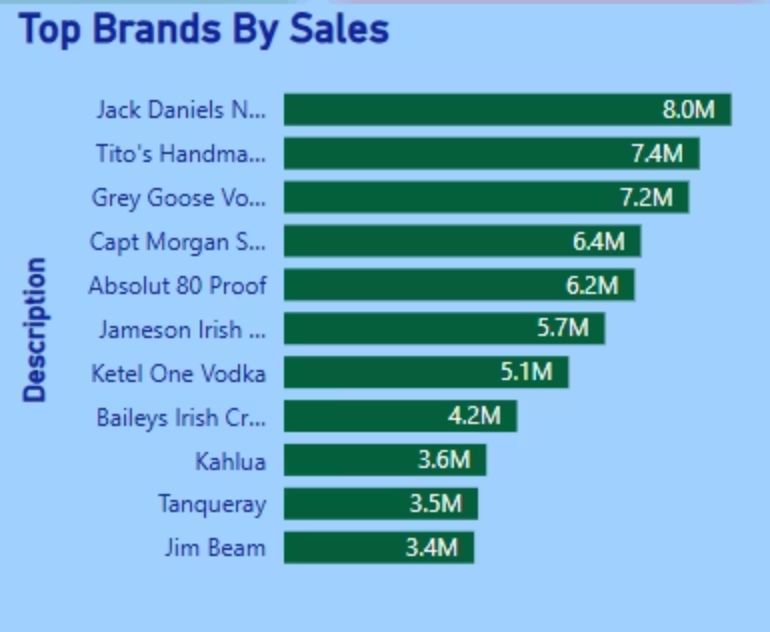 Top Brands By Sales
Jack Daniels N... 8.0M
Tito's Handma... 7.4M
Grey Goose Vo... 7.2M
Capt Morgan S... 6.4M
Absolut 80 Proof 6.2M
Jameson Irish ... 5.7M
Ketel One Vodka 5.1M
Baileys Irish Cr... 4.2M
Kahlua 3.6M
Tanqueray 3.5M
Jim Beam 3.4M
Description